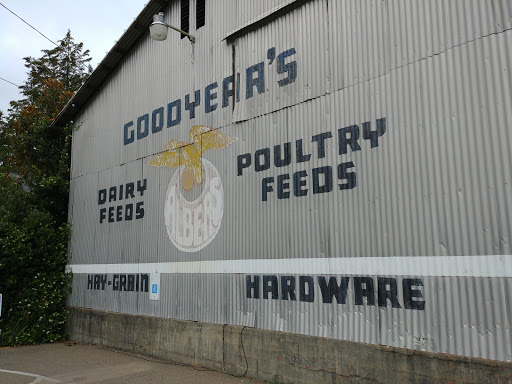 GOODYEAR'S
DAIRY
FEEDS
ALBERS
POULTRY
FEEDS
HAY-GRAIN
HARDWARE